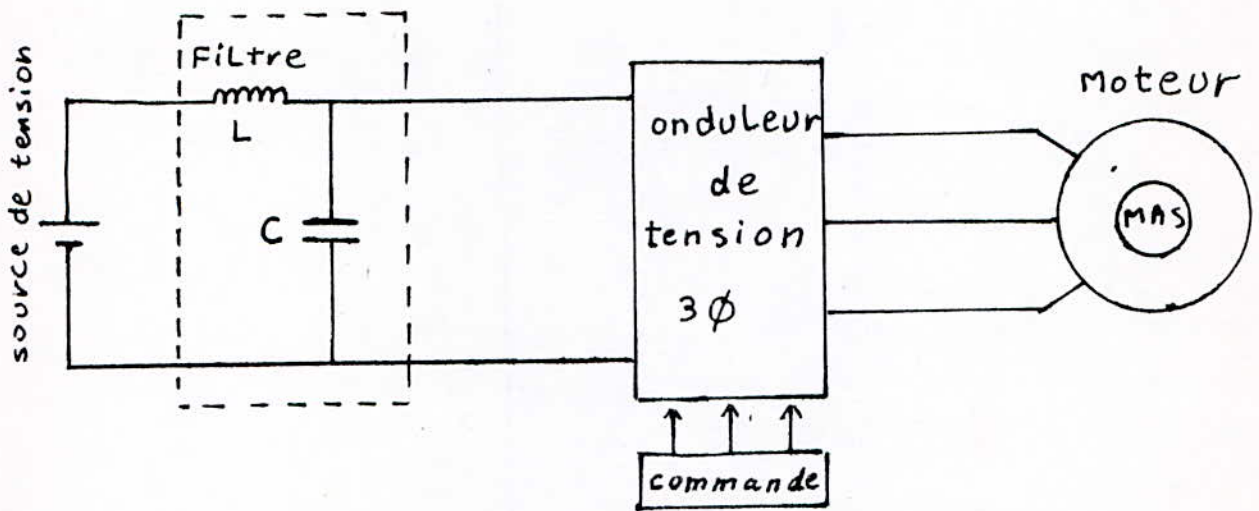 source de tension
FiLtre
L
C
onduleur
de
tension
3Ø
commande
Moteur
MAS